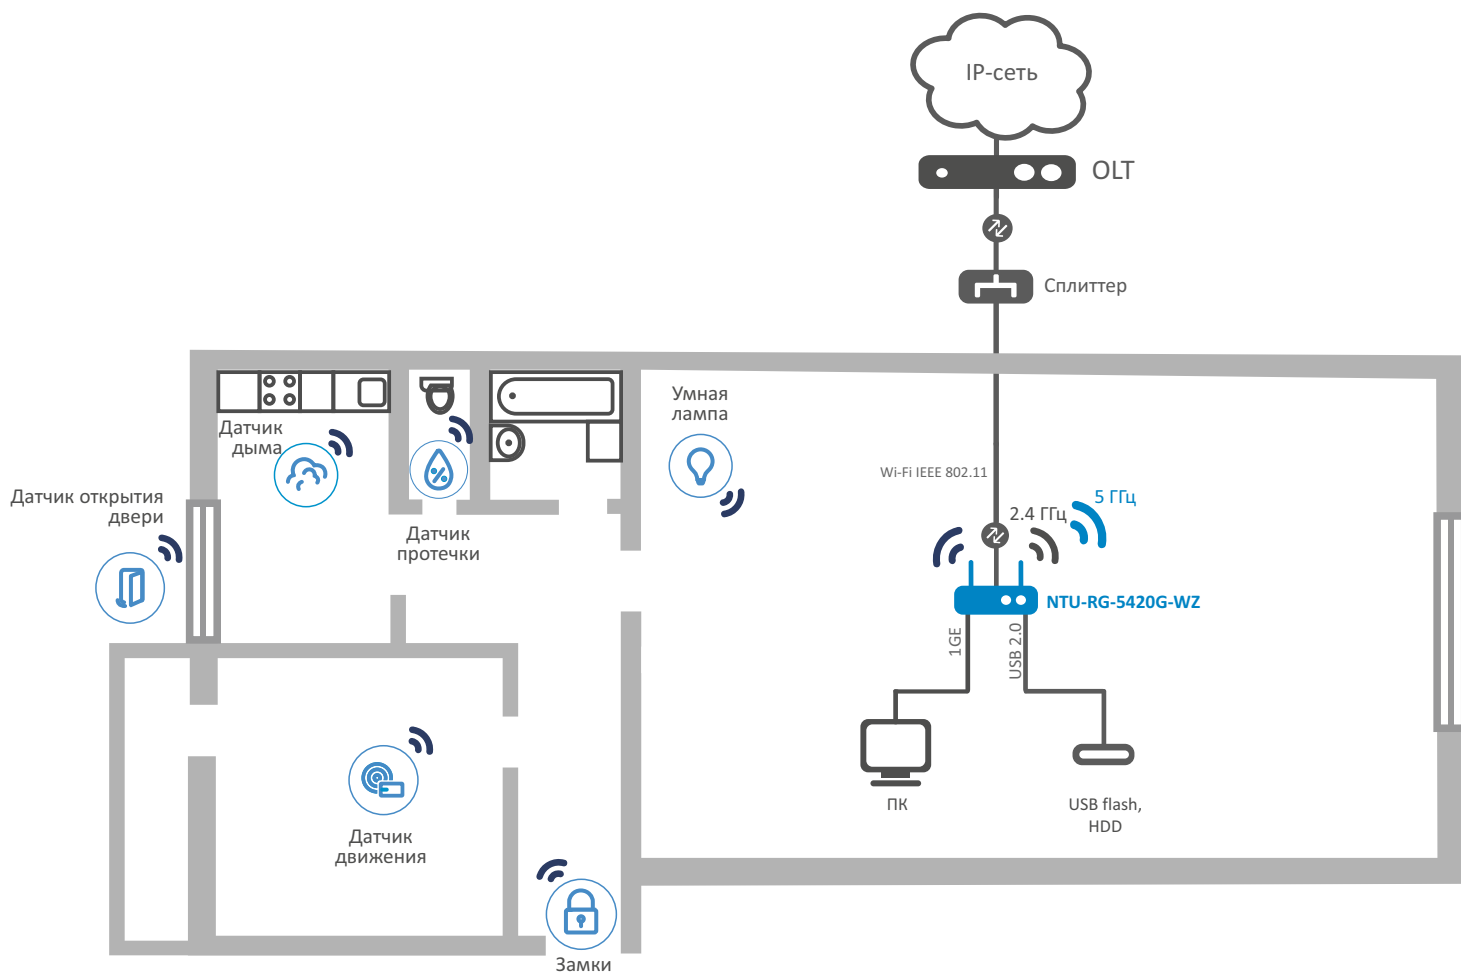 IP-сеть
OLT
Сплиттер
Умная
лампа
Датчик
дыма
Wi-Fi IEEE 802.11
5 ГГц
2.4 ГГц
Датчик открытия
двери
Датчик
протечки
NTU-RG-5420G-WZ
1GE
USB 2.0
ПК
USB flash,
HDD
Датчик
движения
Замки